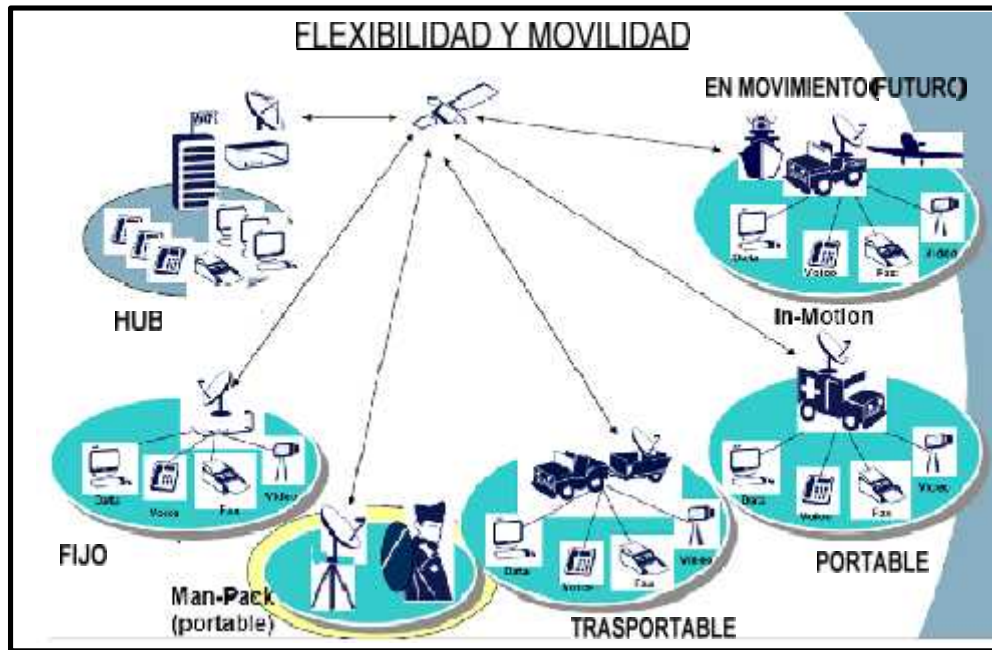 FLEXIBILIDAD Y MOVILIDAD
EN MOVIMIENTO (FUTURO)
Data
Voice
Fax
Video
HUB
In-Motion
Data
Voice
Fax
Video
FIJO
Data
Voice
Fax
Video
PORTABLE
Man-Pack
(portable)
Data
Voice
Fax
Video
TRASPORTABLE